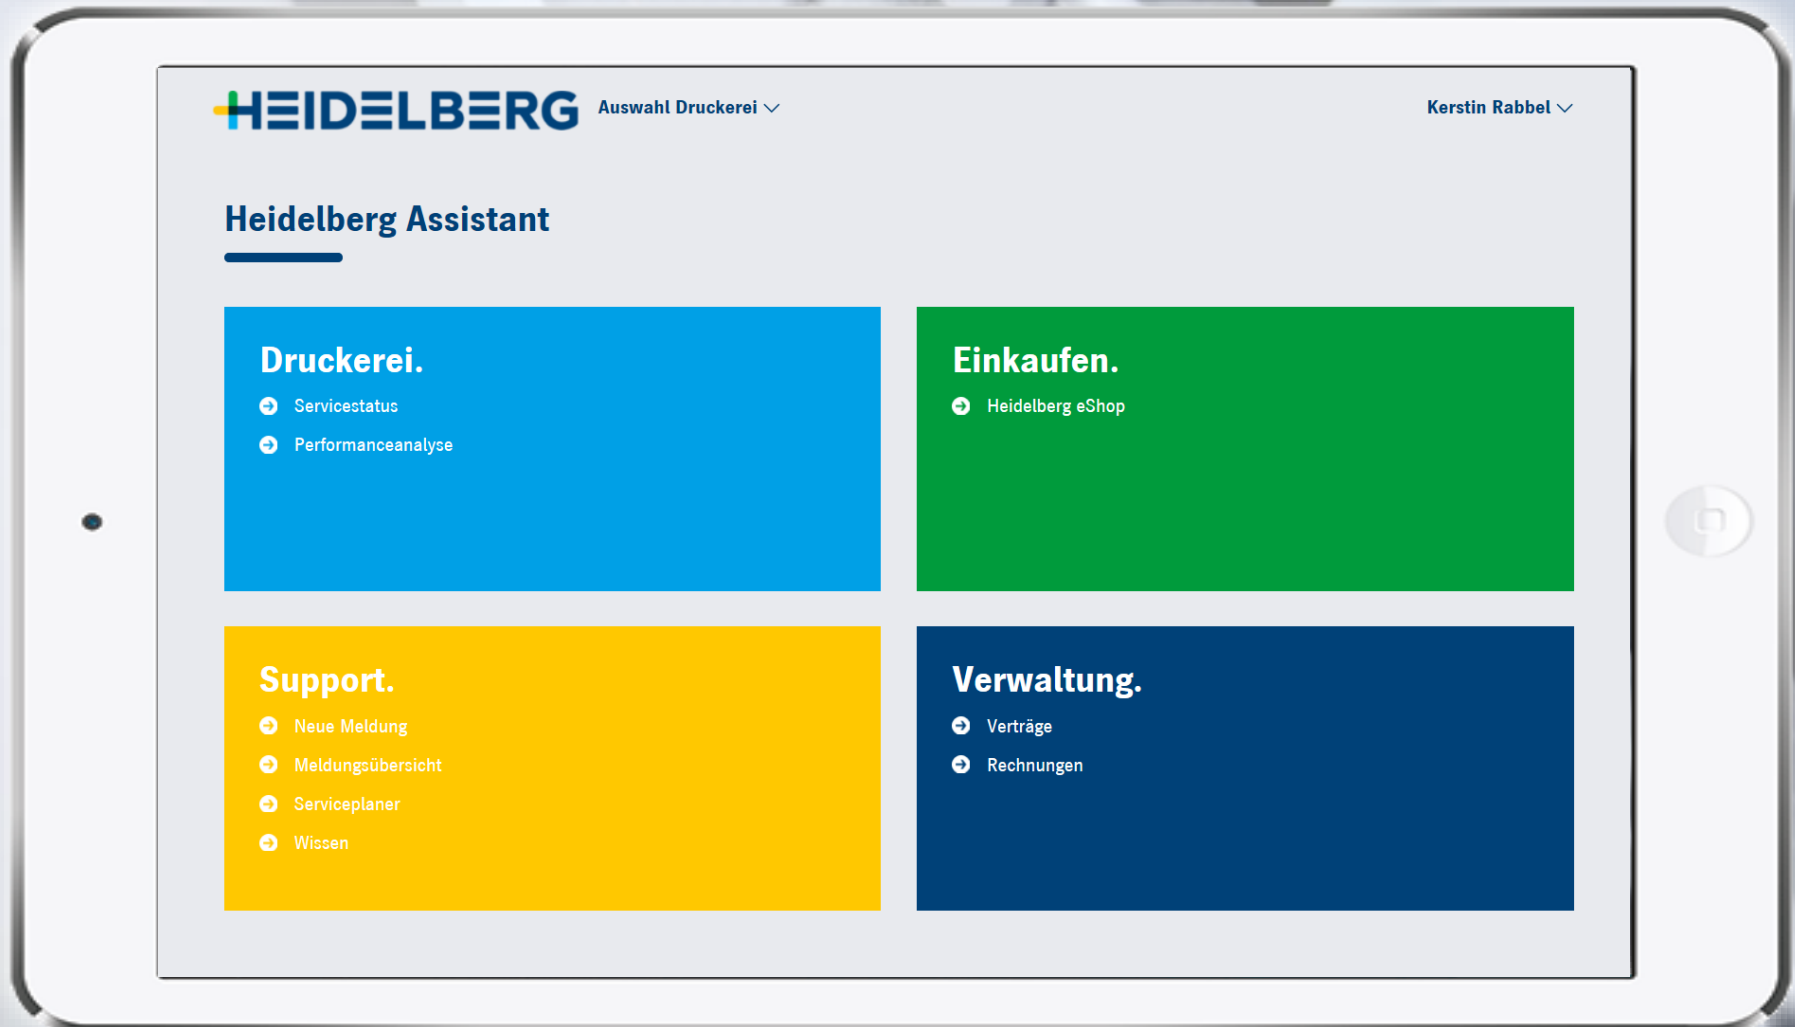 HEIDELBERG
Auswahl Druckerei
Kerstin Rabbel
Heidelberg Assistant
Druckerei.
Servicestatus
Performanceanalyse
Einkaufen.
Heidelberg eShop
Support.
Neue Meldung
Meldungsübersicht
Serviceplaner
Wissen
Verwaltung.
Verträge
Rechnungen